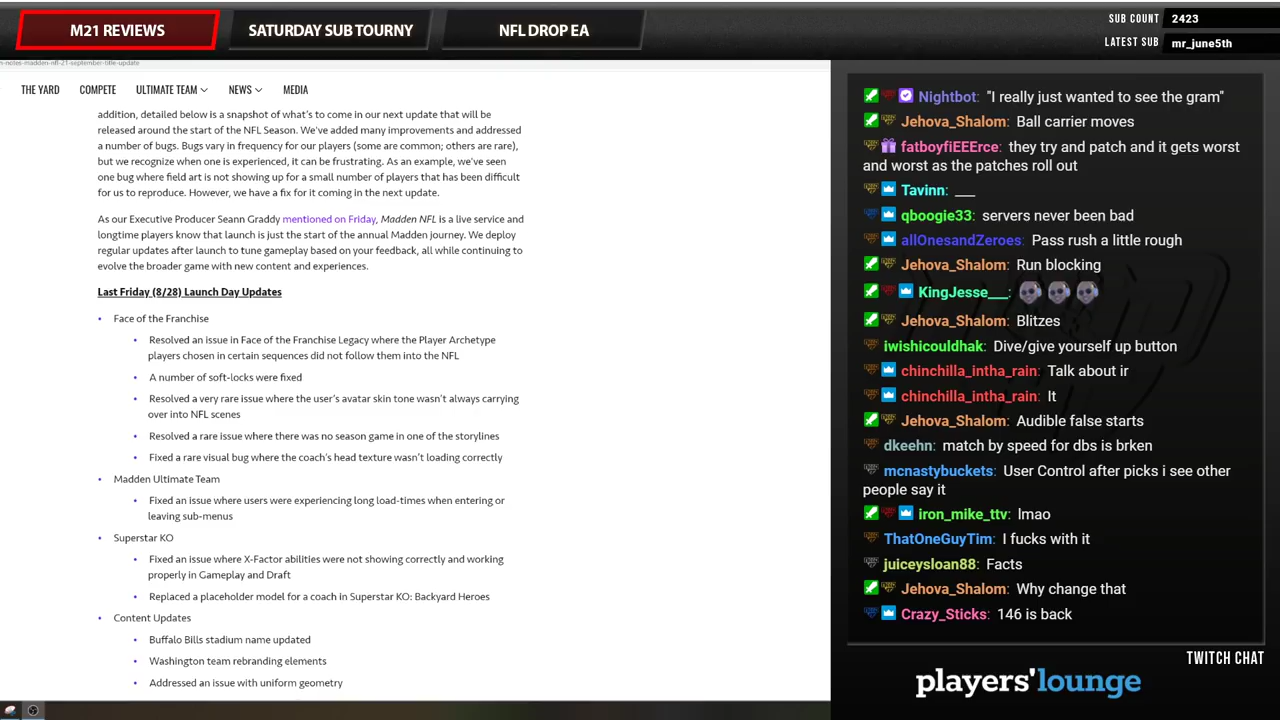 M21 REVIEWS
SATURDAY SUB TOURNY
NFL DROP EA
SUB COUNT 2423
LATEST SUB mr_june5th
n-notes-madden-nfl-21-september-title-update
THE YARD COMPETE ULTIMATE TEAM NEWS MEDIA
addition, detailed below is a snapshot of what's to come in our next update that will be
released around the start of the NFL Season. We've added many improvements and addressed
a number of bugs. Bugs vary in frequency for our players (some are common; others are rare),
but we recognize when one is experienced, it can be frustrating. As an example, we've seen
one bug where field art is not showing up for a small number of players that has been difficult
for us to reproduce. However, we have a fix for it coming in the next update.
As our Executive Producer Seann Graddy mentioned on Friday, Madden NFL is a live service and
longtime players know that launch is just the start of the annual Madden journey. We deploy
regular updates after launch to tune gameplay based on your feedback, all while continuing to
evolve the broader game with new content and experiences.
Last Friday (8/28) Launch Day Updates
• Face of the Franchise
• Resolved an issue in Face of the Franchise Legacy where the Player Archetype
players chosen in certain sequences did not follow them into the NFL
• A number of soft-locks were fixed
• Resolved a very rare issue where the user's avatar skin tone wasn't always carrying
over into NFL scenes
• Resolved a rare issue where there was no season game in one of the storylines
• Fixed a rare visual bug where the coach's head texture wasn't loading correctly
• Madden Ultimate Team
• Fixed an issue where users were experiencing long load-times when entering or
leaving sub-menus
• Superstar KO
• Fixed an issue where X-Factor abilities were not showing correctly and working
properly in Gameplay and Draft
• Replaced a placeholder model for a coach in Superstar KO: Backyard Heroes
• Content Updates
• Buffalo Bills stadium name updated
• Washington team rebranding elements
• Addressed an issue with uniform geometry
Nightbot: "I really just wanted to see the gram"
Jehova_Shalom: Ball carrier moves
fatboyfiEEErce: they try and patch and it gets worst
and worst as the patches roll out
Tavinn: ___
qboogie33: servers never been bad
allOnesandZeroes: Pass rush a little rough
Jehova_Shalom: Run blocking
KingJesse___:
Jehova_Shalom: Blitzes
iwishicouldhak: Dive/give yourself up button
chinchilla_intha_rain: Talk about ir
chinchilla_intha_rain: It
Jehova_Shalom: Audible false starts
dkeehn: match by speed for dbs is brken
mcnastybuckets: User Control after picks i see other
people say it
iron_mike_ttv: lmao
ThatOneGuyTim: I fucks with it
juiceysloan88: Facts
Jehova_Shalom: Why change that
Crazy_Sticks: 146 is back
TWITCH CHAT
players'lounge